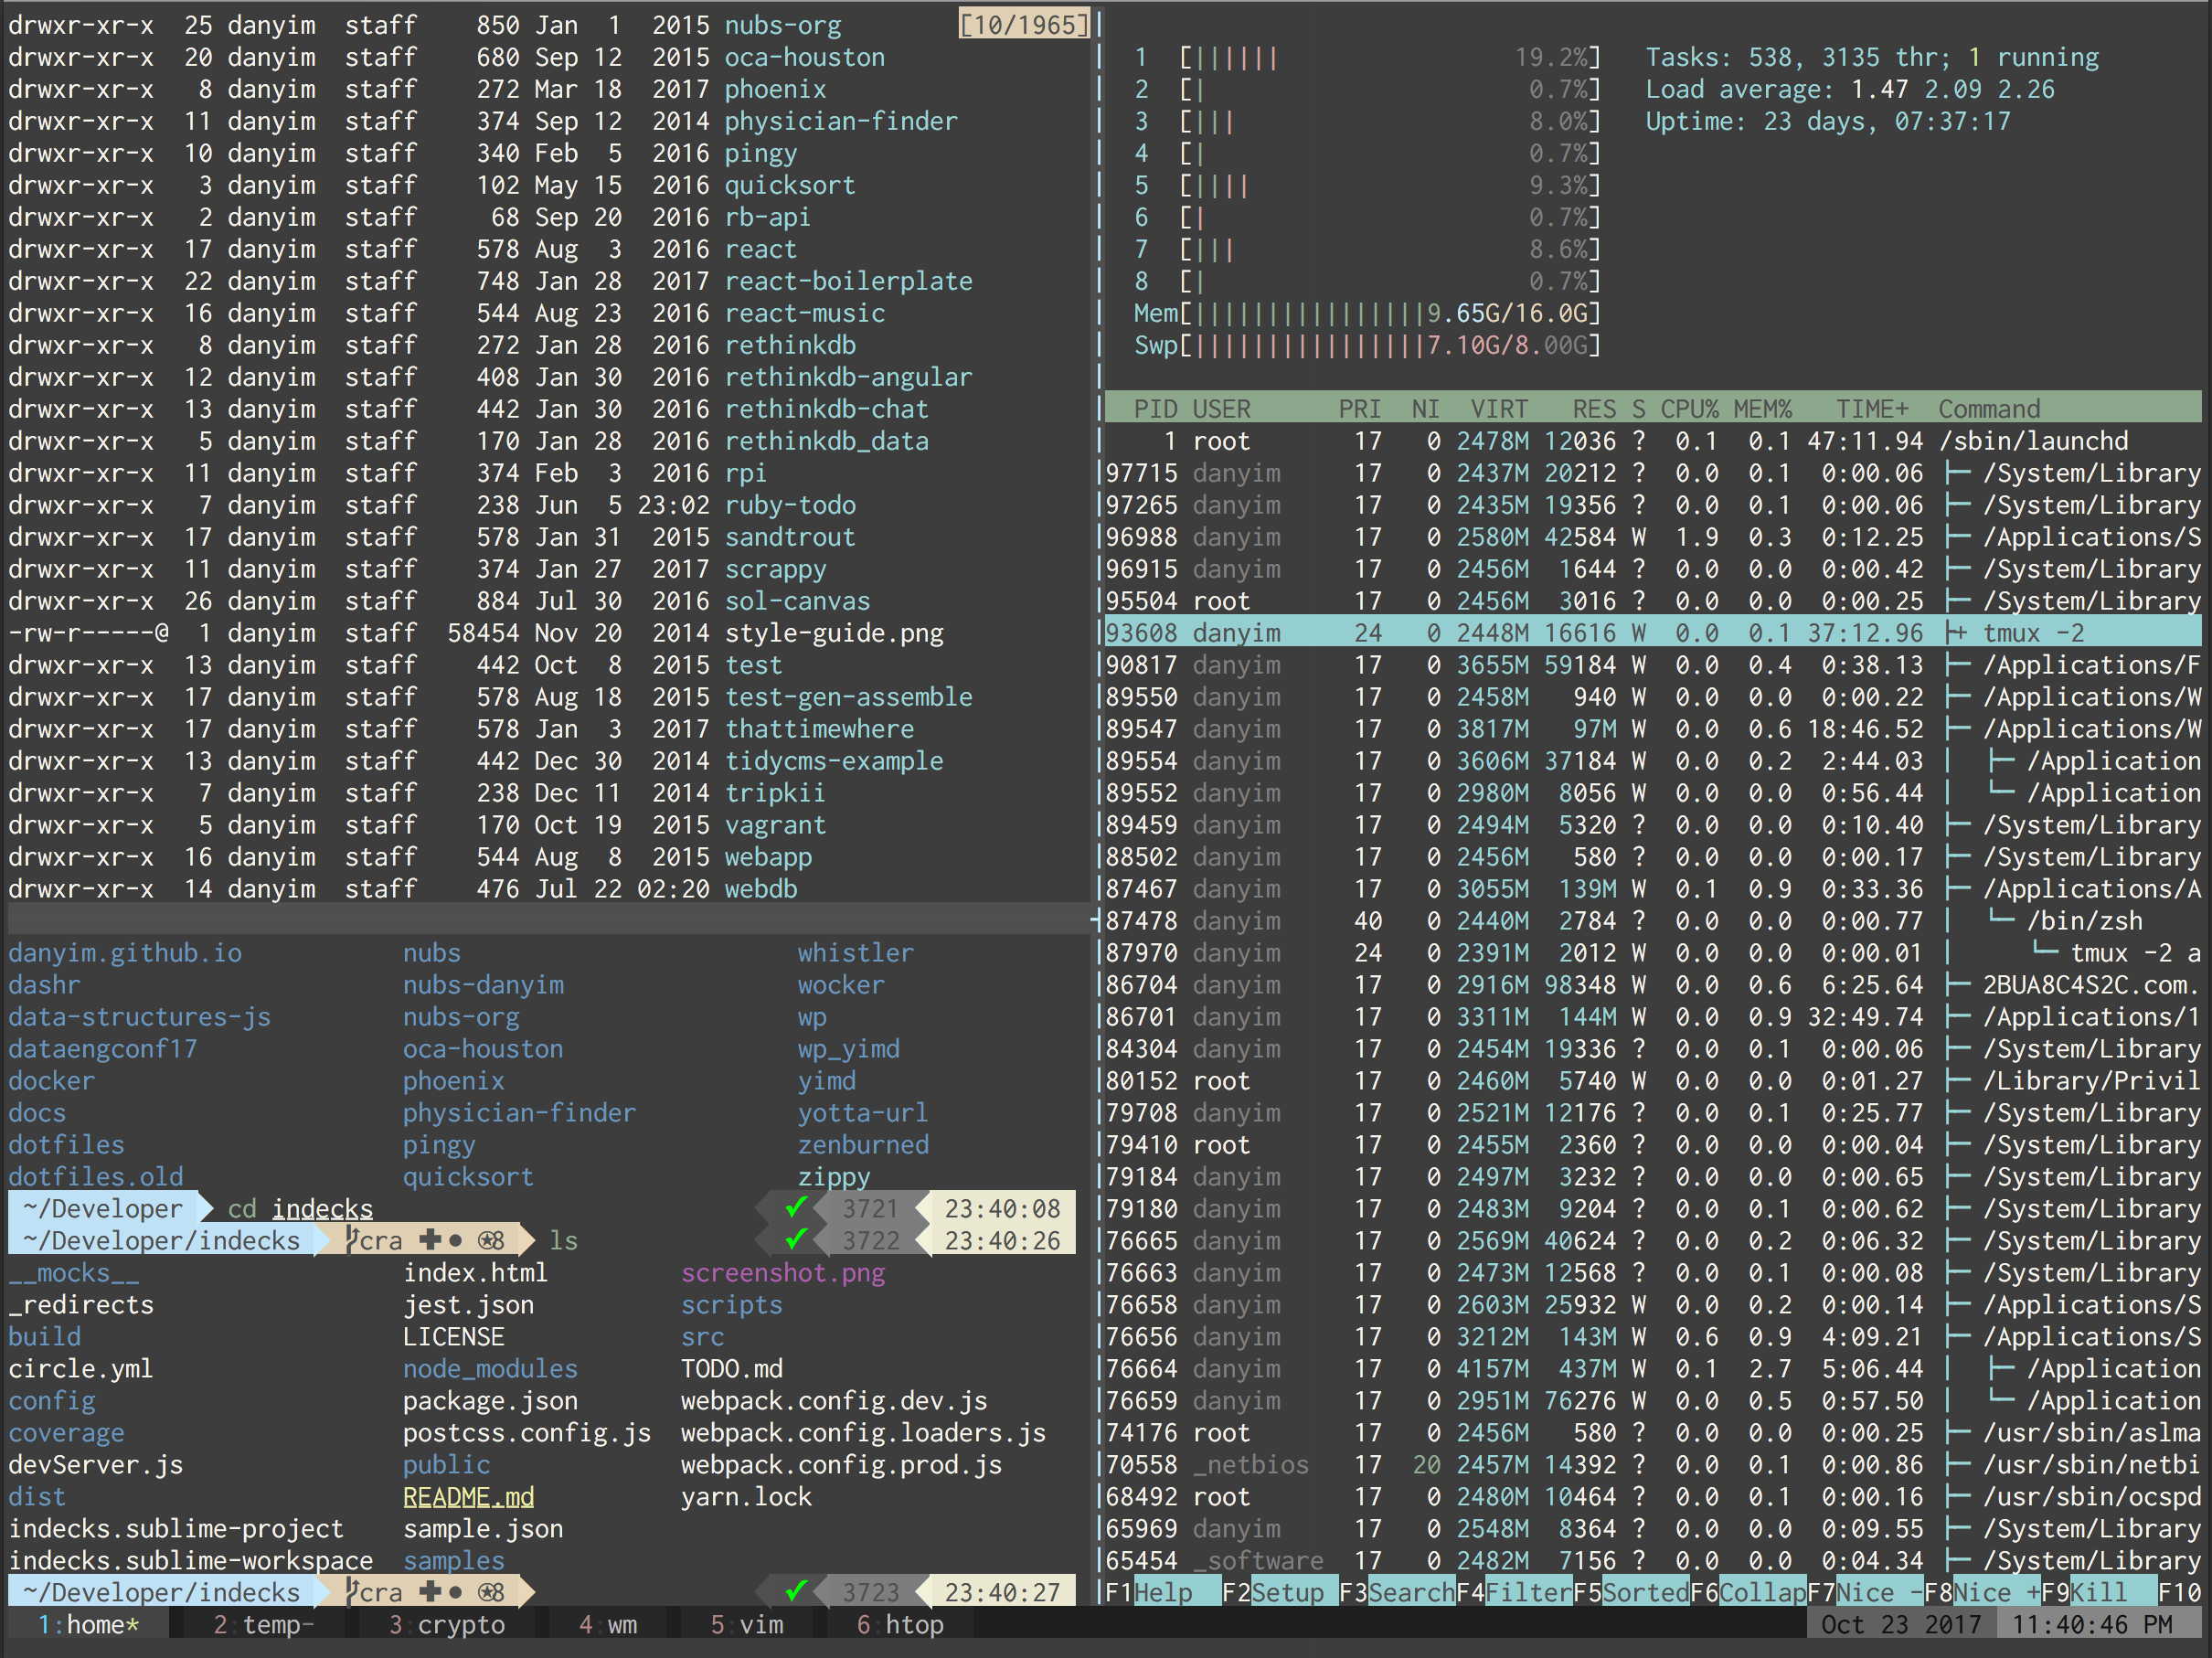 drwxr-xr-x  25 danyim  staff    850 Jan  1  2015 nubs-org        [10/1965]
drwxr-xr-x  20 danyim  staff    680 Sep 12  2015 oca-houston
drwxr-xr-x   8 danyim  staff    272 Mar 18  2017 phoenix
drwxr-xr-x  11 danyim  staff    374 Sep 12  2014 physician-finder
drwxr-xr-x  10 danyim  staff    340 Feb  5  2016 pingy
drwxr-xr-x   3 danyim  staff    102 May 15  2016 quicksort
drwxr-xr-x   2 danyim  staff     68 Sep 20  2016 rb-api
drwxr-xr-x  17 danyim  staff    578 Aug  3  2016 react
drwxr-xr-x  22 danyim  staff    748 Jan 28  2017 react-boilerplate
drwxr-xr-x  16 danyim  staff    544 Aug 23  2016 react-music
drwxr-xr-x   8 danyim  staff    272 Jan 28  2016 rethinkdb
drwxr-xr-x  12 danyim  staff    408 Jan 30  2016 rethinkdb-angular
drwxr-xr-x  13 danyim  staff    442 Jan 30  2016 rethinkdb-chat
drwxr-xr-x   5 danyim  staff    170 Jan 28  2016 rethinkdb_data
drwxr-xr-x  11 danyim  staff    374 Feb  3  2016 rpi
drwxr-xr-x   7 danyim  staff    238 Jun  5 23:02 ruby-todo
drwxr-xr-x  17 danyim  staff    578 Jan 31  2015 sandtrout
drwxr-xr-x  11 danyim  staff    374 Jan 27  2017 scrappy
drwxr-xr-x  26 danyim  staff    884 Jul 30  2016 sol-canvas
-rw-r-----@  1 danyim  staff  58454 Nov 20  2014 style-guide.png
drwxr-xr-x  13 danyim  staff    442 Oct  8  2015 test
drwxr-xr-x  17 danyim  staff    578 Aug 18  2015 test-gen-assemble
drwxr-xr-x  17 danyim  staff    578 Jan  3  2017 thattimewhere
drwxr-xr-x  13 danyim  staff    442 Dec 30  2014 tidycms-example
drwxr-xr-x   7 danyim  staff    238 Dec 11  2014 tripkii
drwxr-xr-x   5 danyim  staff    170 Oct 19  2015 vagrant
drwxr-xr-x  16 danyim  staff    544 Aug  8  2015 webapp
drwxr-xr-x  14 danyim  staff    476 Jul 22 02:20 webdb
danyim.github.io           nubs                       whistler
dashr                      nubs-danyim                wocker
data-structures-js         nubs-org                   wp
dataengconf17              oca-houston                wp_yimd
docker                     phoenix                    yimd
docs                       physician-finder           yotta-url
dotfiles                   pingy                      zenburned
dotfiles.old               quicksort                  zippy
~/Developer  cd indecks  ✔  3721  23:40:08
~/Developer/indecks  cra ✚● ✪8  ls  ✔  3722  23:40:26
__mocks__                  index.html         screenshot.png
_redirects                 jest.json          scripts
build                      LICENSE            src
circle.yml                 node_modules       TODO.md
config                     package.json       webpack.config.dev.js
coverage                   postcss.config.js  webpack.config.loaders.js
devServer.js               public             webpack.config.prod.js
dist                       README.md          yarn.lock
indecks.sublime-project    sample.json
indecks.sublime-workspace  samples
~/Developer/indecks  cra ✚● ✪8  ✔  3723  23:40:27
1  [||||||                19.2%]   Tasks: 538, 3135 thr; 1 running
2  [|                      0.7%]   Load average: 1.47 2.09 2.26
3  [|||                    8.0%]   Uptime: 23 days, 07:37:17
4  [|                      0.7%]
5  [||||                   9.3%]
6  [|                      0.7%]
7  [|||                    8.6%]
8  [|                      0.7%]
Mem[||||||||||||||||9.65G/16.0G]
Swp[||||||||||||||||7.10G/8.00G]
PID USER      PRI  NI  VIRT   RES S CPU% MEM%   TIME+  Command
1 root       17   0 2478M 12036 ?  0.1  0.1 47:11.94 /sbin/launchd
97715 danyim     17   0 2437M 20212 ?  0.0  0.1  0:00.06 ├─ /System/Library
97265 danyim     17   0 2435M 19356 ?  0.0  0.1  0:00.06 ├─ /System/Library
96988 danyim     17   0 2580M 42584 W  1.9  0.3  0:12.25 ├─ /Applications/S
96915 danyim     17   0 2456M  1644 ?  0.0  0.0  0:00.42 ├─ /System/Library
95504 root       17   0 2456M  3016 ?  0.0  0.0  0:00.25 ├─ /System/Library
93608 danyim     24   0 2448M 16616 W  0.0  0.1 37:12.96 ├+ tmux -2
90817 danyim     17   0 3655M 59184 W  0.0  0.4  0:38.13 ├─ /Applications/F
89550 danyim     17   0 2458M   940 W  0.0  0.0  0:00.22 ├─ /Applications/W
89547 danyim     17   0 3817M   97M W  0.0  0.6 18:46.52 ├─ /Applications/W
89554 danyim     17   0 3606M 37184 W  0.0  0.2  2:44.03 │  ├─ /Application
89552 danyim     17   0 2980M  8056 W  0.0  0.0  0:56.44 │  └─ /Application
89459 danyim     17   0 2494M  5320 ?  0.0  0.0  0:10.40 ├─ /System/Library
88502 danyim     17   0 2456M   580 ?  0.0  0.0  0:00.17 ├─ /System/Library
87467 danyim     17   0 3055M  139M W  0.1  0.9  0:33.36 ├─ /Applications/A
87478 danyim     40   0 2440M  2784 ?  0.0  0.0  0:00.77 │  └─ /bin/zsh
87970 danyim     24   0 2391M  2012 W  0.0  0.0  0:00.01 │     └─ tmux -2 a
86704 danyim     17   0 2916M 98348 W  0.0  0.6  6:25.64 ├─ 2BUA8C4S2C.com.
86701 danyim     17   0 3311M  144M W  0.0  0.9 32:49.74 ├─ /Applications/1
84304 danyim     17   0 2454M 19336 ?  0.0  0.1  0:00.06 ├─ /System/Library
80152 root       17   0 2460M  5740 W  0.0  0.0  0:01.27 ├─ /Library/Privil
79708 danyim     17   0 2521M 12176 ?  0.0  0.1  0:25.77 ├─ /System/Library
79410 root       17   0 2455M  2360 ?  0.0  0.0  0:00.04 ├─ /System/Library
79184 danyim     17   0 2497M  3232 ?  0.0  0.0  0:00.65 ├─ /System/Library
79180 danyim     17   0 2483M  9204 ?  0.0  0.1  0:00.62 ├─ /System/Library
76665 danyim     17   0 2569M 40624 ?  0.0  0.2  0:06.32 ├─ /System/Library
76663 danyim     17   0 2473M 12568 ?  0.0  0.1  0:00.08 ├─ /System/Library
76658 danyim     17   0 2603M 25932 W  0.0  0.2  0:00.14 ├─ /Applications/S
76656 danyim     17   0 3212M  143M W  0.6  0.9  4:09.21 ├─ /Applications/S
76664 danyim     17   0 4157M  437M W  0.1  2.7  5:06.44 │  ├─ /Application
76659 danyim     17   0 2951M 76276 W  0.0  0.5  0:57.50 │  └─ /Application
74176 root       17   0 2456M   580 ?  0.0  0.0  0:00.25 ├─ /usr/sbin/aslma
70558 _netbios   17  20 2457M 14392 ?  0.0  0.1  0:00.86 ├─ /usr/sbin/netbi
68492 root       17   0 2480M 10464 ?  0.0  0.1  0:00.16 ├─ /usr/sbin/ocspd
65969 danyim     17   0 2548M  8364 ?  0.0  0.0  0:09.55 ├─ /System/Library
65454 _software  17   0 2482M  7156 ?  0.0  0.0  0:04.34 ├─ /System/Library
F1Help  F2Setup F3SearchF4FilterF5SortedF6CollapF7Nice -F8Nice +F9Kill  F10
1:home*  2:temp-  3:crypto  4:wm  5:vim  6:htop  Oct 23 2017  11:40:46 PM